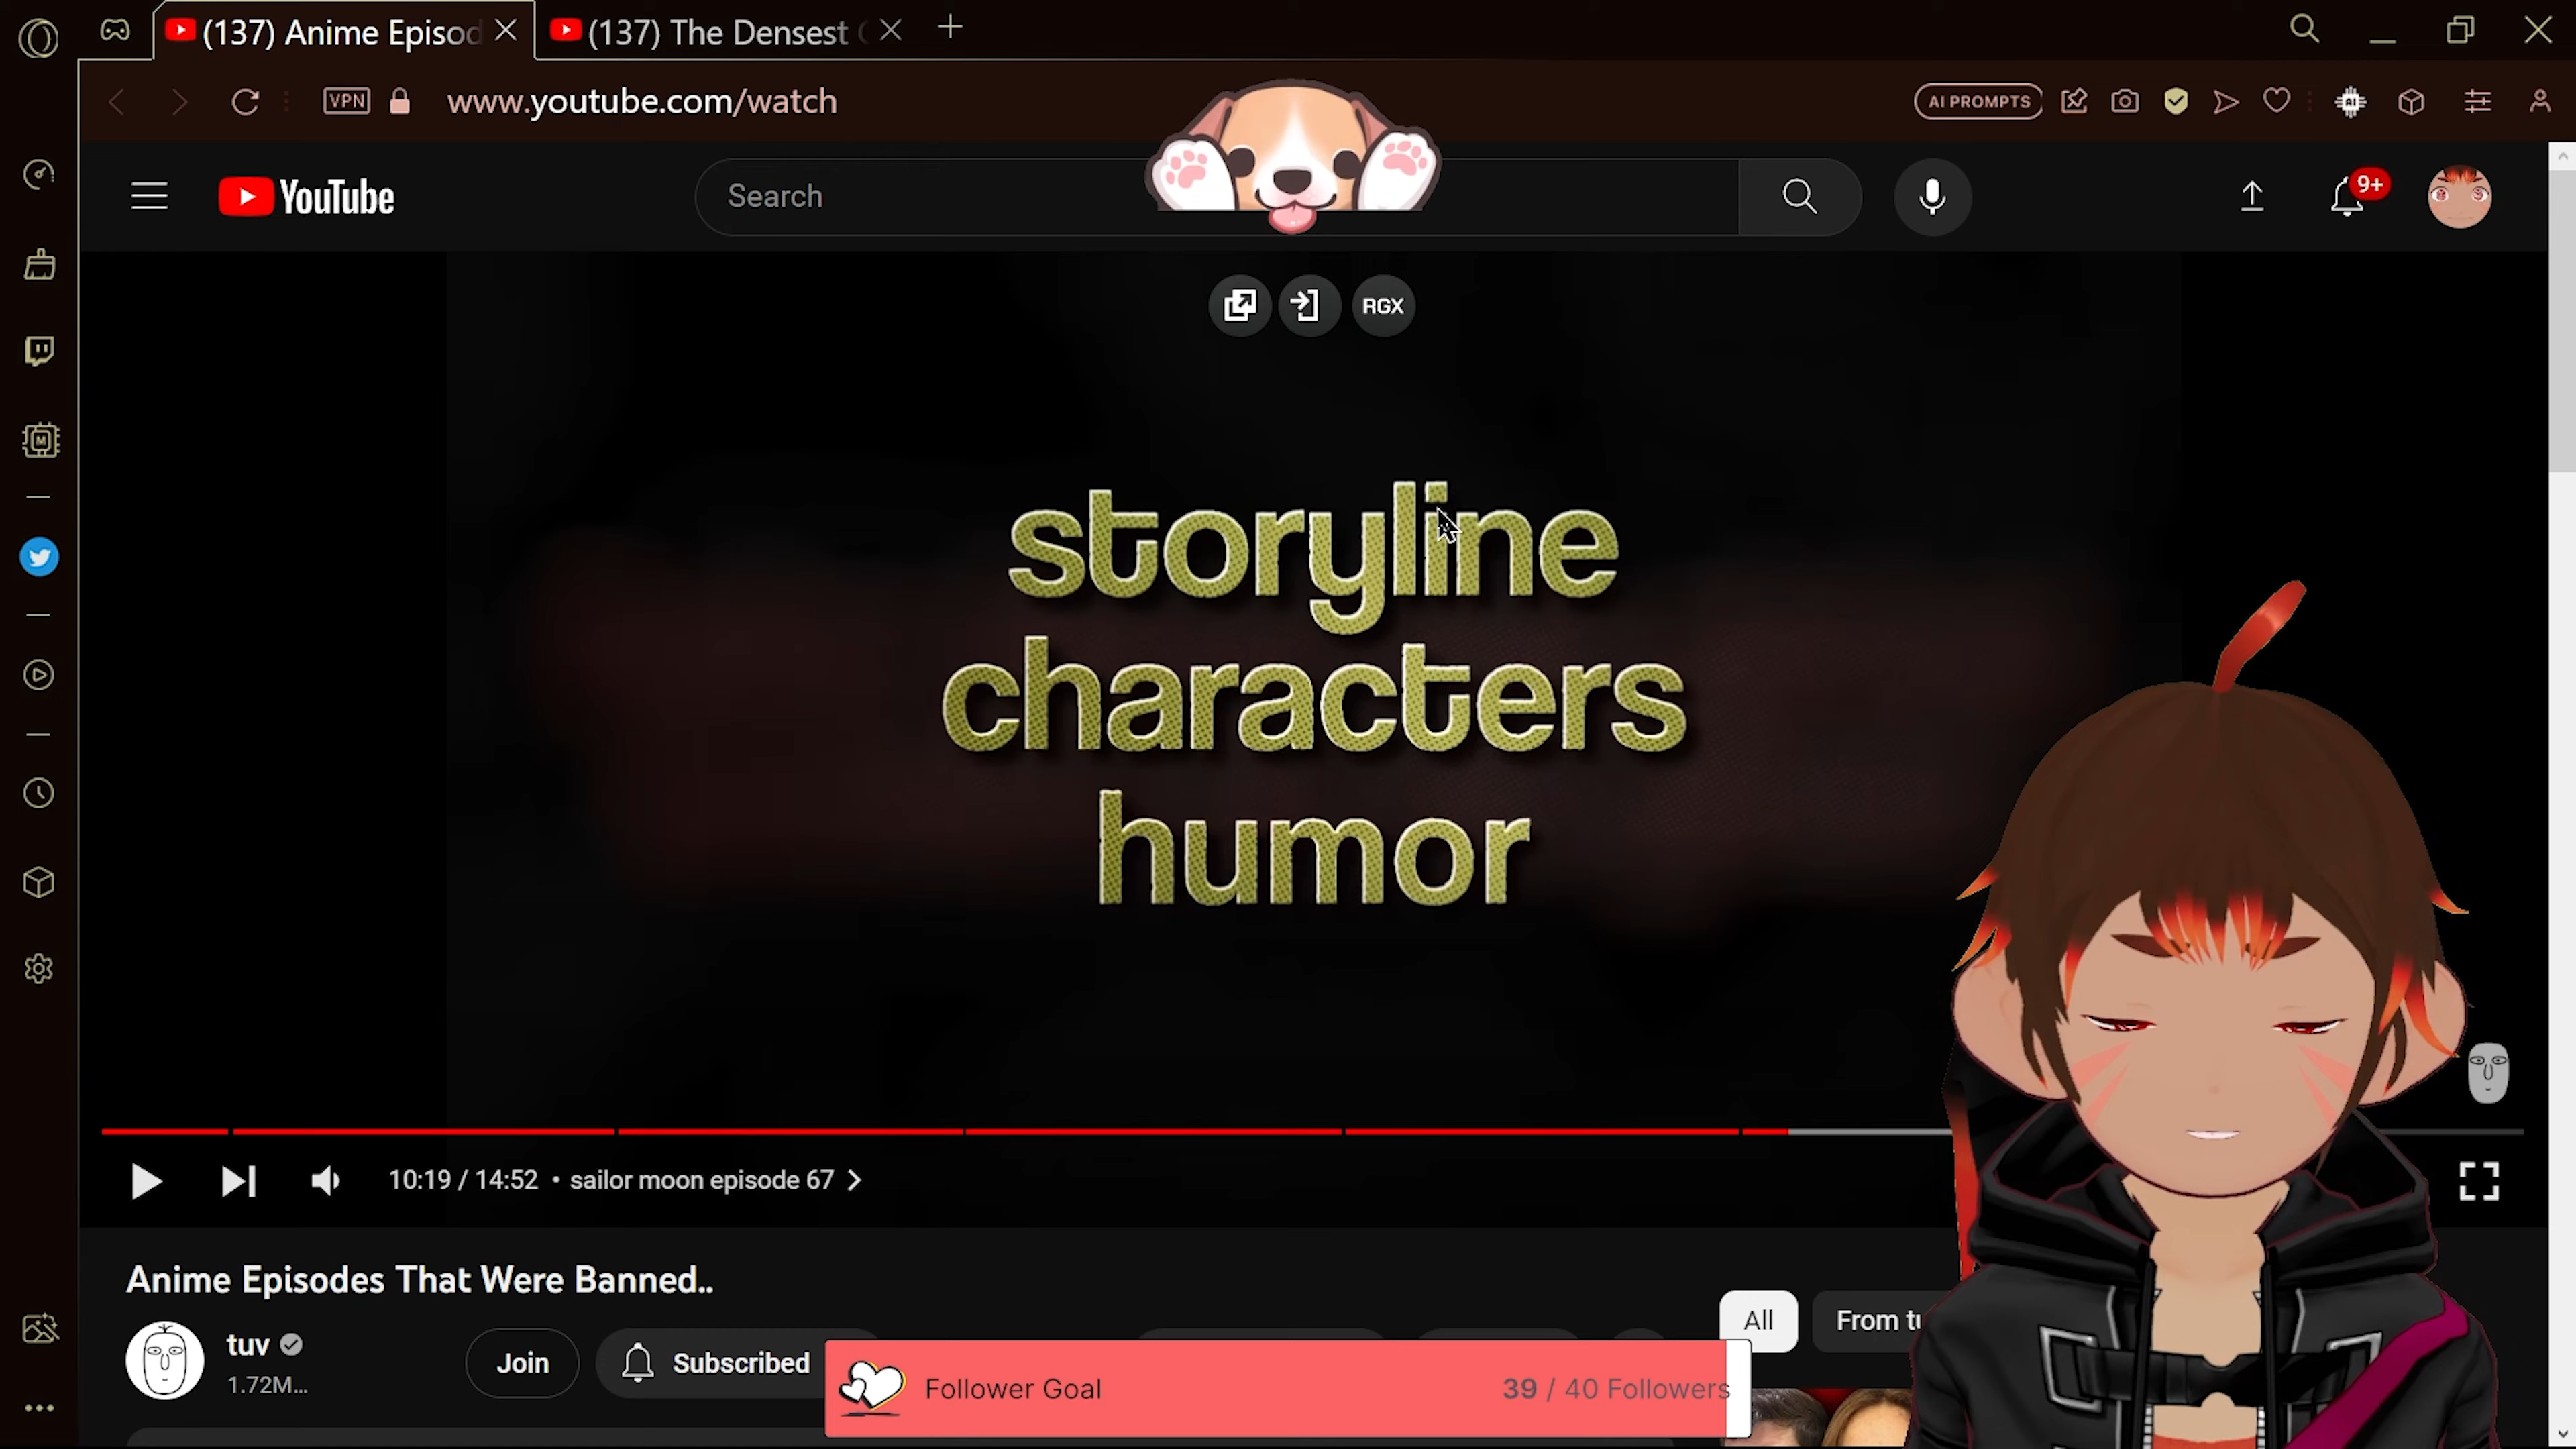 (137) Anime Episod
(137) The Densest
VPN
www.youtube.com/watch
AI PROMPTS
AI
M
YouTube
Search
9+
RGX
storyline
characters
humor
10:19 / 14:52 • sailor moon episode 67
Anime Episodes That Were Banned..
tuv
1.72M...
Join
Subscribed
All
From tu
Follower Goal
39 / 40 Followers